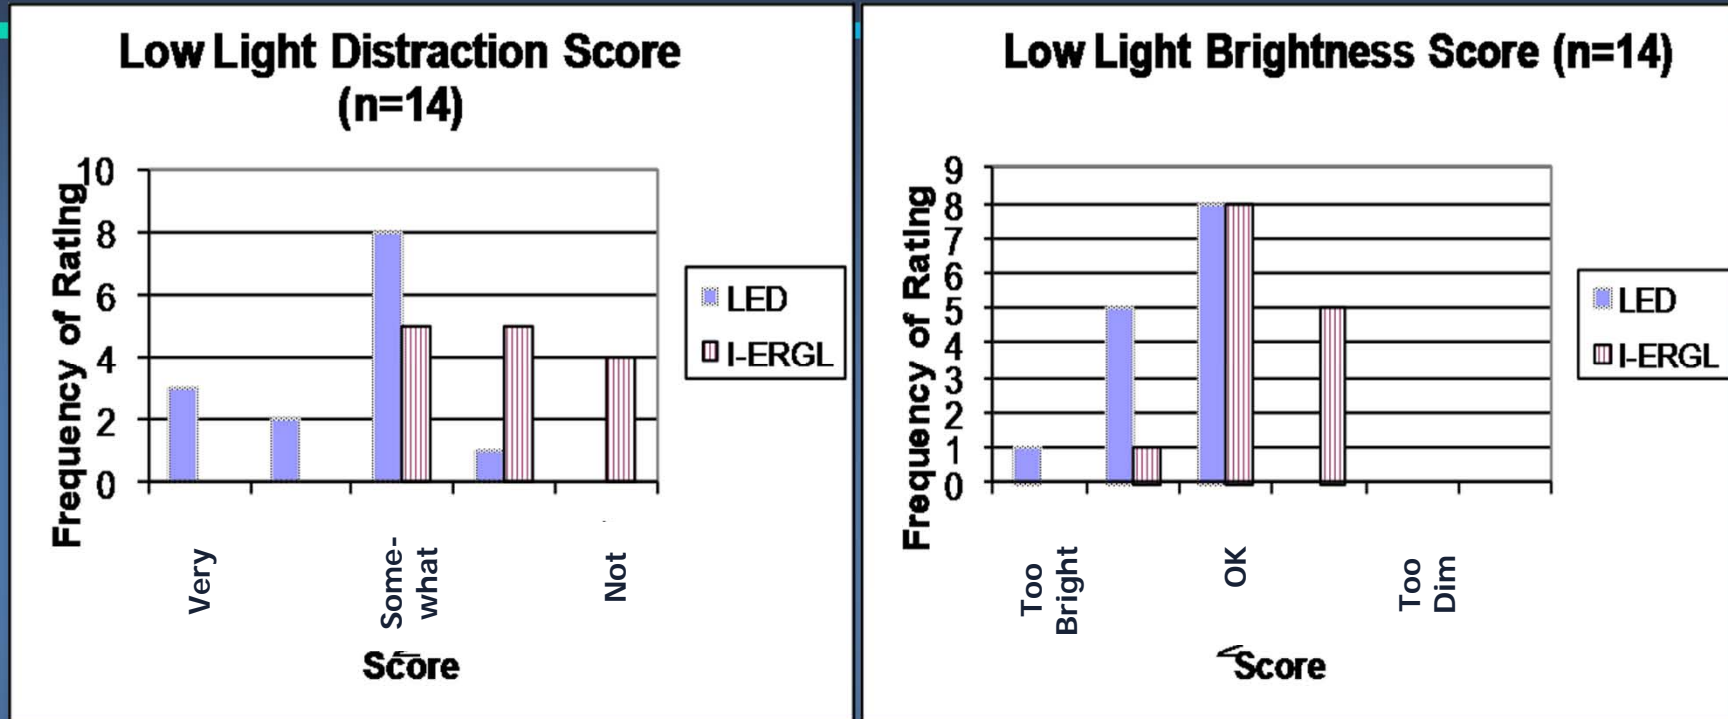 Low Light Distraction Score
(n=14)
Frequency of Rating
10
8
6
4
2
0
LED
I-ERGL
Very
Some-
what
Not
Score
Low Light Brightness Score (n=14)
Frequency of Rating
9
8
7
6
5
4
3
2
1
0
LED
I-ERGL
Too
Bright
OK
Too
Dim
Score